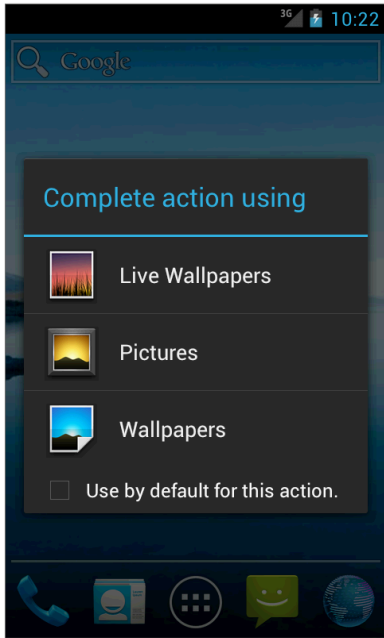 3G 10:22
Google
Complete action using
Live Wallpapers
Pictures
Wallpapers
Use by default for this action.